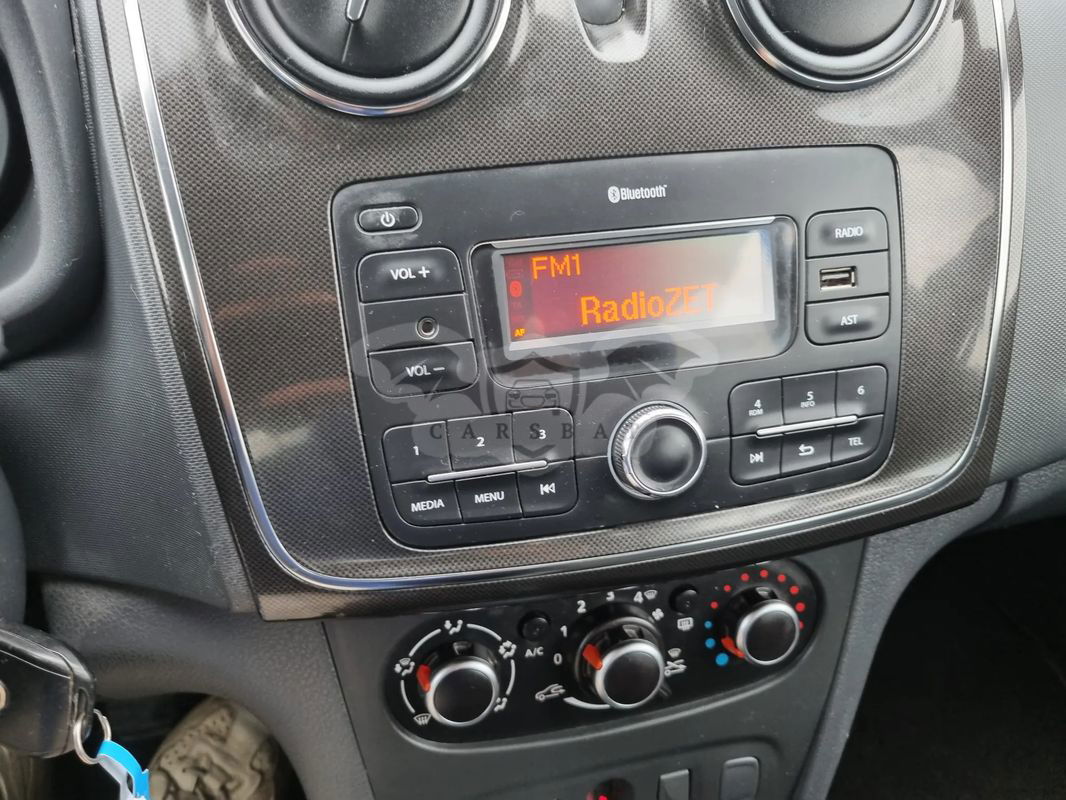 Bluetooth
VOL +
RADIO
FM1
RadioZET
AF
AST
VOL –
1 2 3
4 RDM 5 INFO 6
CARSBA
MEDIA MENU
TEL
A/C 0 1 2 3 4